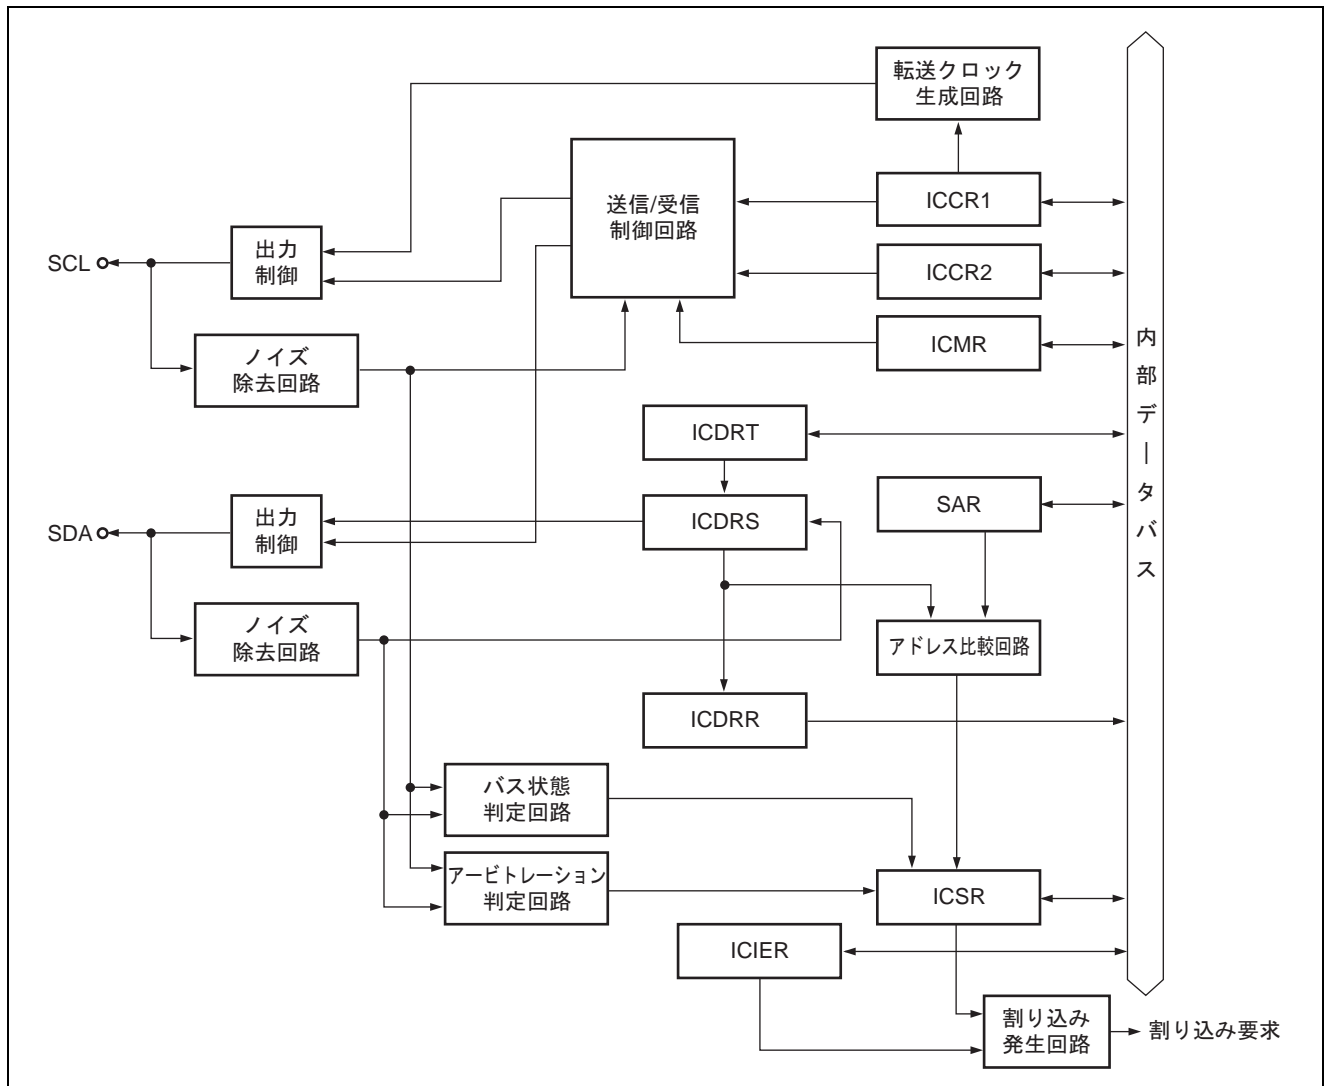 転送クロック
生成回路
送信/受信
制御回路
ICCR1
出力
制御
SCL
ICCR2
ノイズ
除去回路
ICMR
内部データバス
ICDRT
SAR
出力
制御
SDA
ICDRS
ノイズ
除去回路
アドレス比較回路
ICDRR
バス状態
判定回路
アービトレーション
判定回路
ICSR
ICIER
割り込み
発生回路
割り込み要求